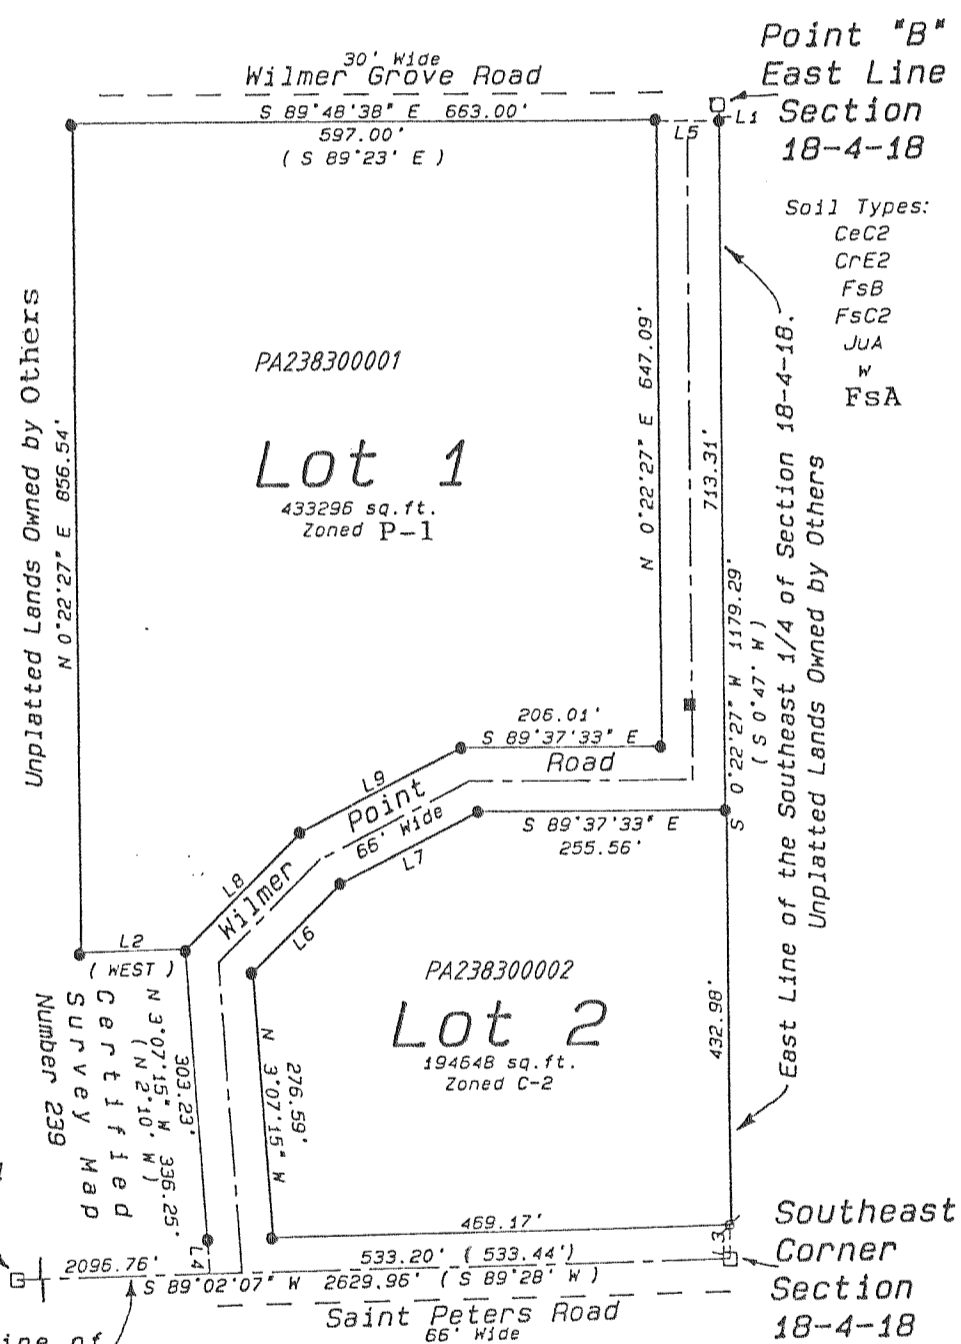 Point "B"
East Line
Section
18-4-18
30' Wide
Wilmer Grove Road
S 89°48'38" E 663.00'
597.00'
( S 89°23' E )
L5
L1
Soil Types:
CeC2
CrE2
FsB
FsC2
JuA
W
FsA
Unplatted Lands Owned by Others
N 0°22'27" E 856.54'
PA238300001
Lot 1
433296 sq.ft.
Zoned P-1
N 0°22'27" E 647.09'
713.31'
S 0°22'27" W 1179.29'
( S 0°47' W )
East Line of the Southeast 1/4 of Section 18-4-18.
Unplatted Lands Owned by Others
206.01'
S 89°37'33" E
Wilmer Point Road
66' Wide
L9
L8
L7
L6
S 89°37'33" E
255.56'
L2
( WEST )
N 3°07'15" W 336.25'
( N 2°10' W )
303.23'
Certified
Survey Map
Number 239
276.59'
N 3°07'15" W
PA238300002
Lot 2
194648 sq.ft.
Zoned C-2
432.98'
469.17'
L3
L4
533.20' ( 533.44' )
2096.76'
S 89°02'07" W 2629.96' ( S 89°28' W )
Saint Peters Road
66' Wide
Southeast
Corner
Section
18-4-18